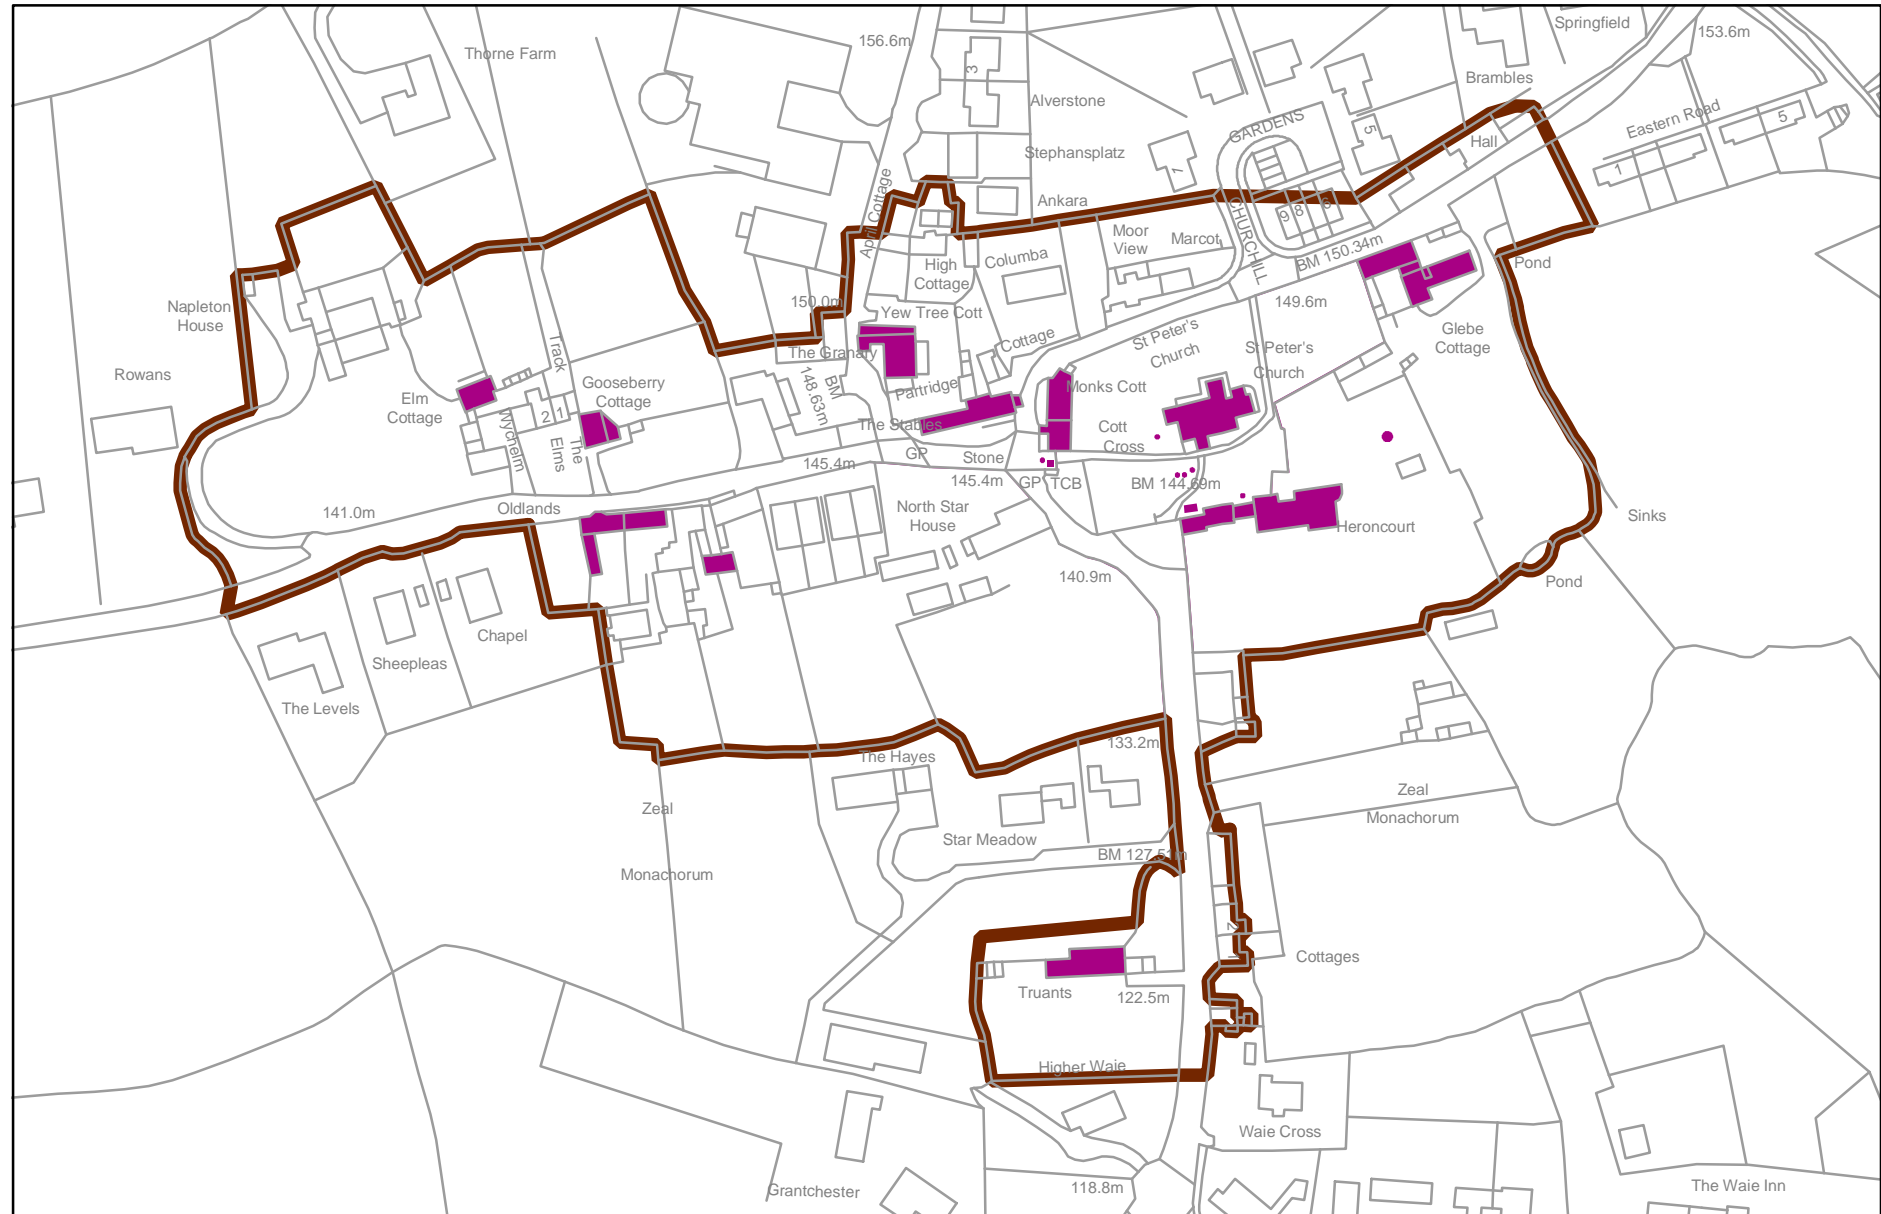 Springfield
153.6m
156.6m
Thorne Farm
3
Brambles
Alverstone
Eastern Road
5
GARDENS
5
Hall
Stephansplatz
7
1
April Cottage
Ankara
CHURCHILL
9 8
6
Moor
View
Marcot
BM 150.34m
Columba
High
Cottage
Pond
Napleton
House
150.0m
149.6m
Yew Tree Cott
St Peter's
Church
Cottage
Glebe
Cottage
Track
The Granary
St Peter's
Church
Rowans
BM
148.63m
Gooseberry
Cottage
Partridge
Monks Cott
Elm
Cottage
2 1
Wychelm
The
Elms
The Stables
Cott
Cross
GP
Stone
145.4m
145.4m
GP
TCB
BM 144.69m
141.0m
Oldlands
North Star
House
Heroncourt
Sinks
140.9m
Pond
Chapel
Sheepleas
The Levels
133.2m
The Hayes
Zeal
Monachorum
Zeal
Monachorum
Star Meadow
BM 127.51m
2
1
Cottages
Truants
122.5m
Higher Waie
Waie Cross
Grantchester
118.8m
The Waie Inn